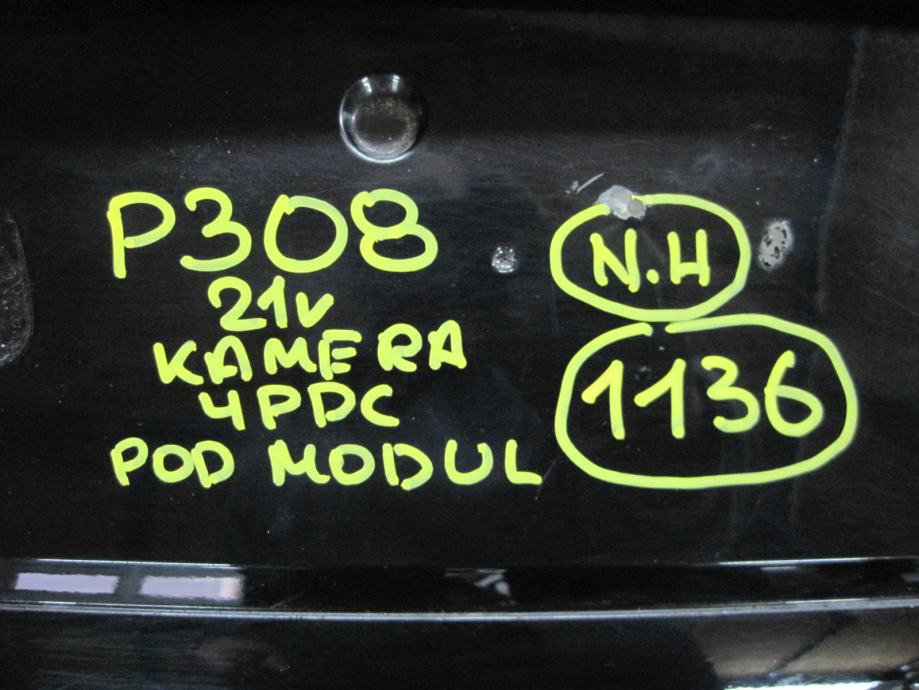 P308
21v
KAMERA
4PDC
POD MODUL
N.H
1136